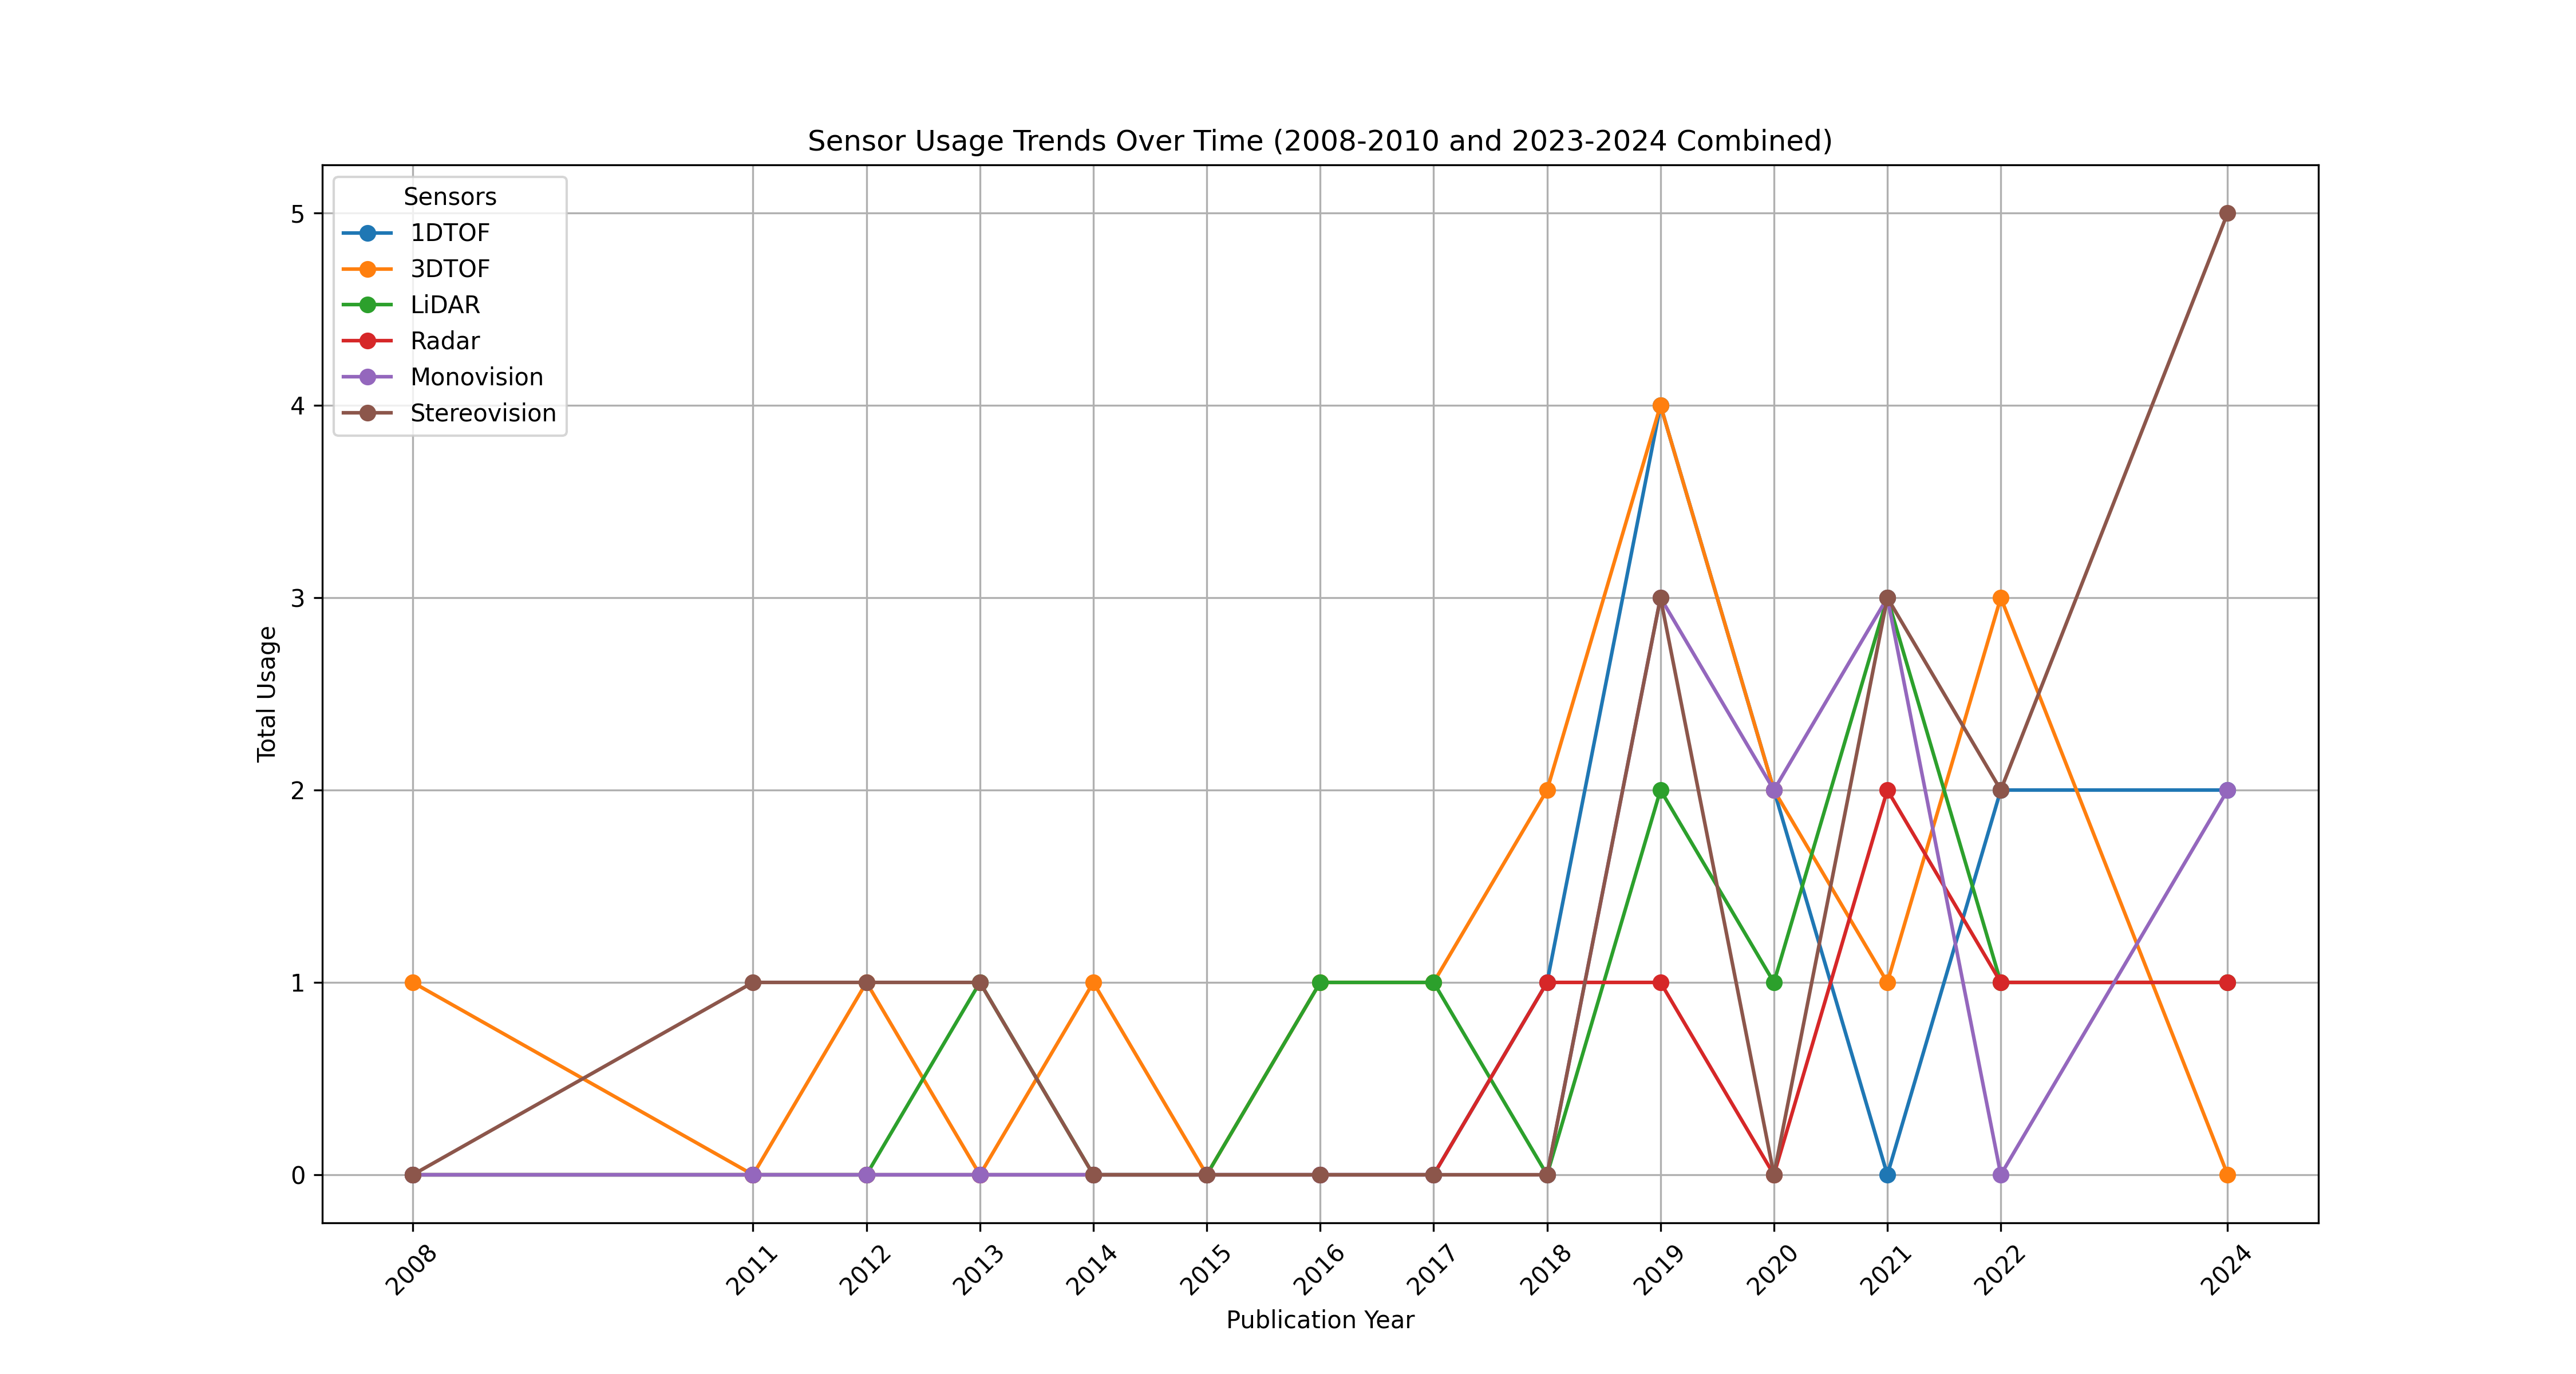 Sensor Usage Trends Over Time (2008-2010 and 2023-2024 Combined)
Sensors
1DTOF
3DTOF
LiDAR
Radar
Monovision
Stereovision
Total Usage
5
4
3
2
1
0
2008
2011
2012
2013
2014
2015
2016
2017
2018
2019
2020
2021
2022
2024
Publication Year